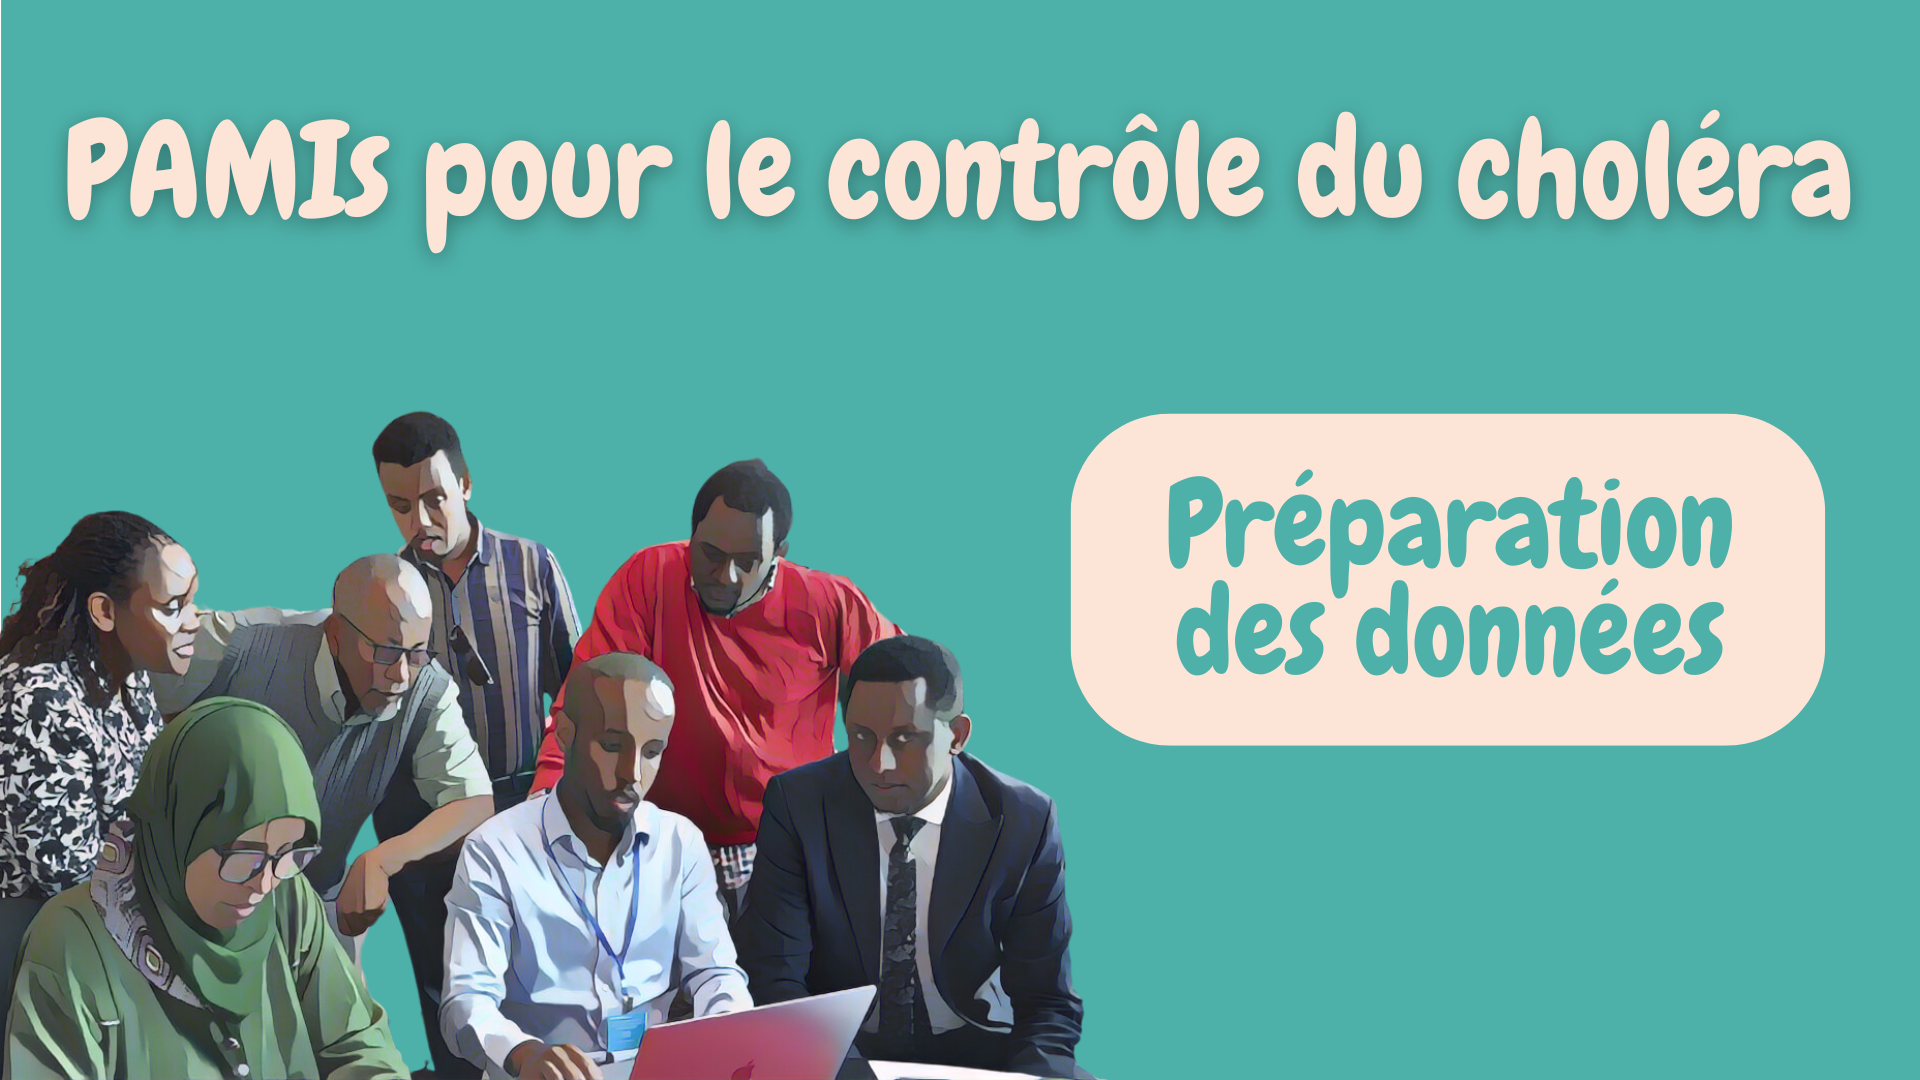 PAMIs pour le contrôle du choléra
Préparation
des données